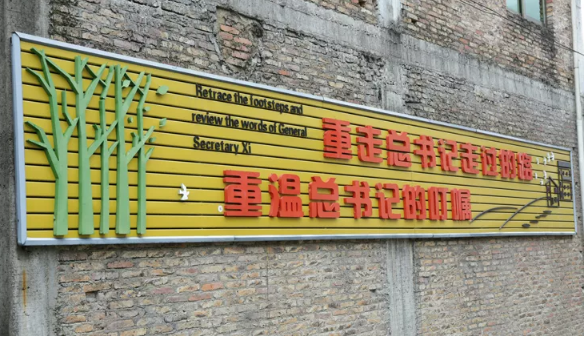 Retrace the footsteps and
review the words of General
Secretary Xi
重走总书记走过的路
重温总书记的叮嘱